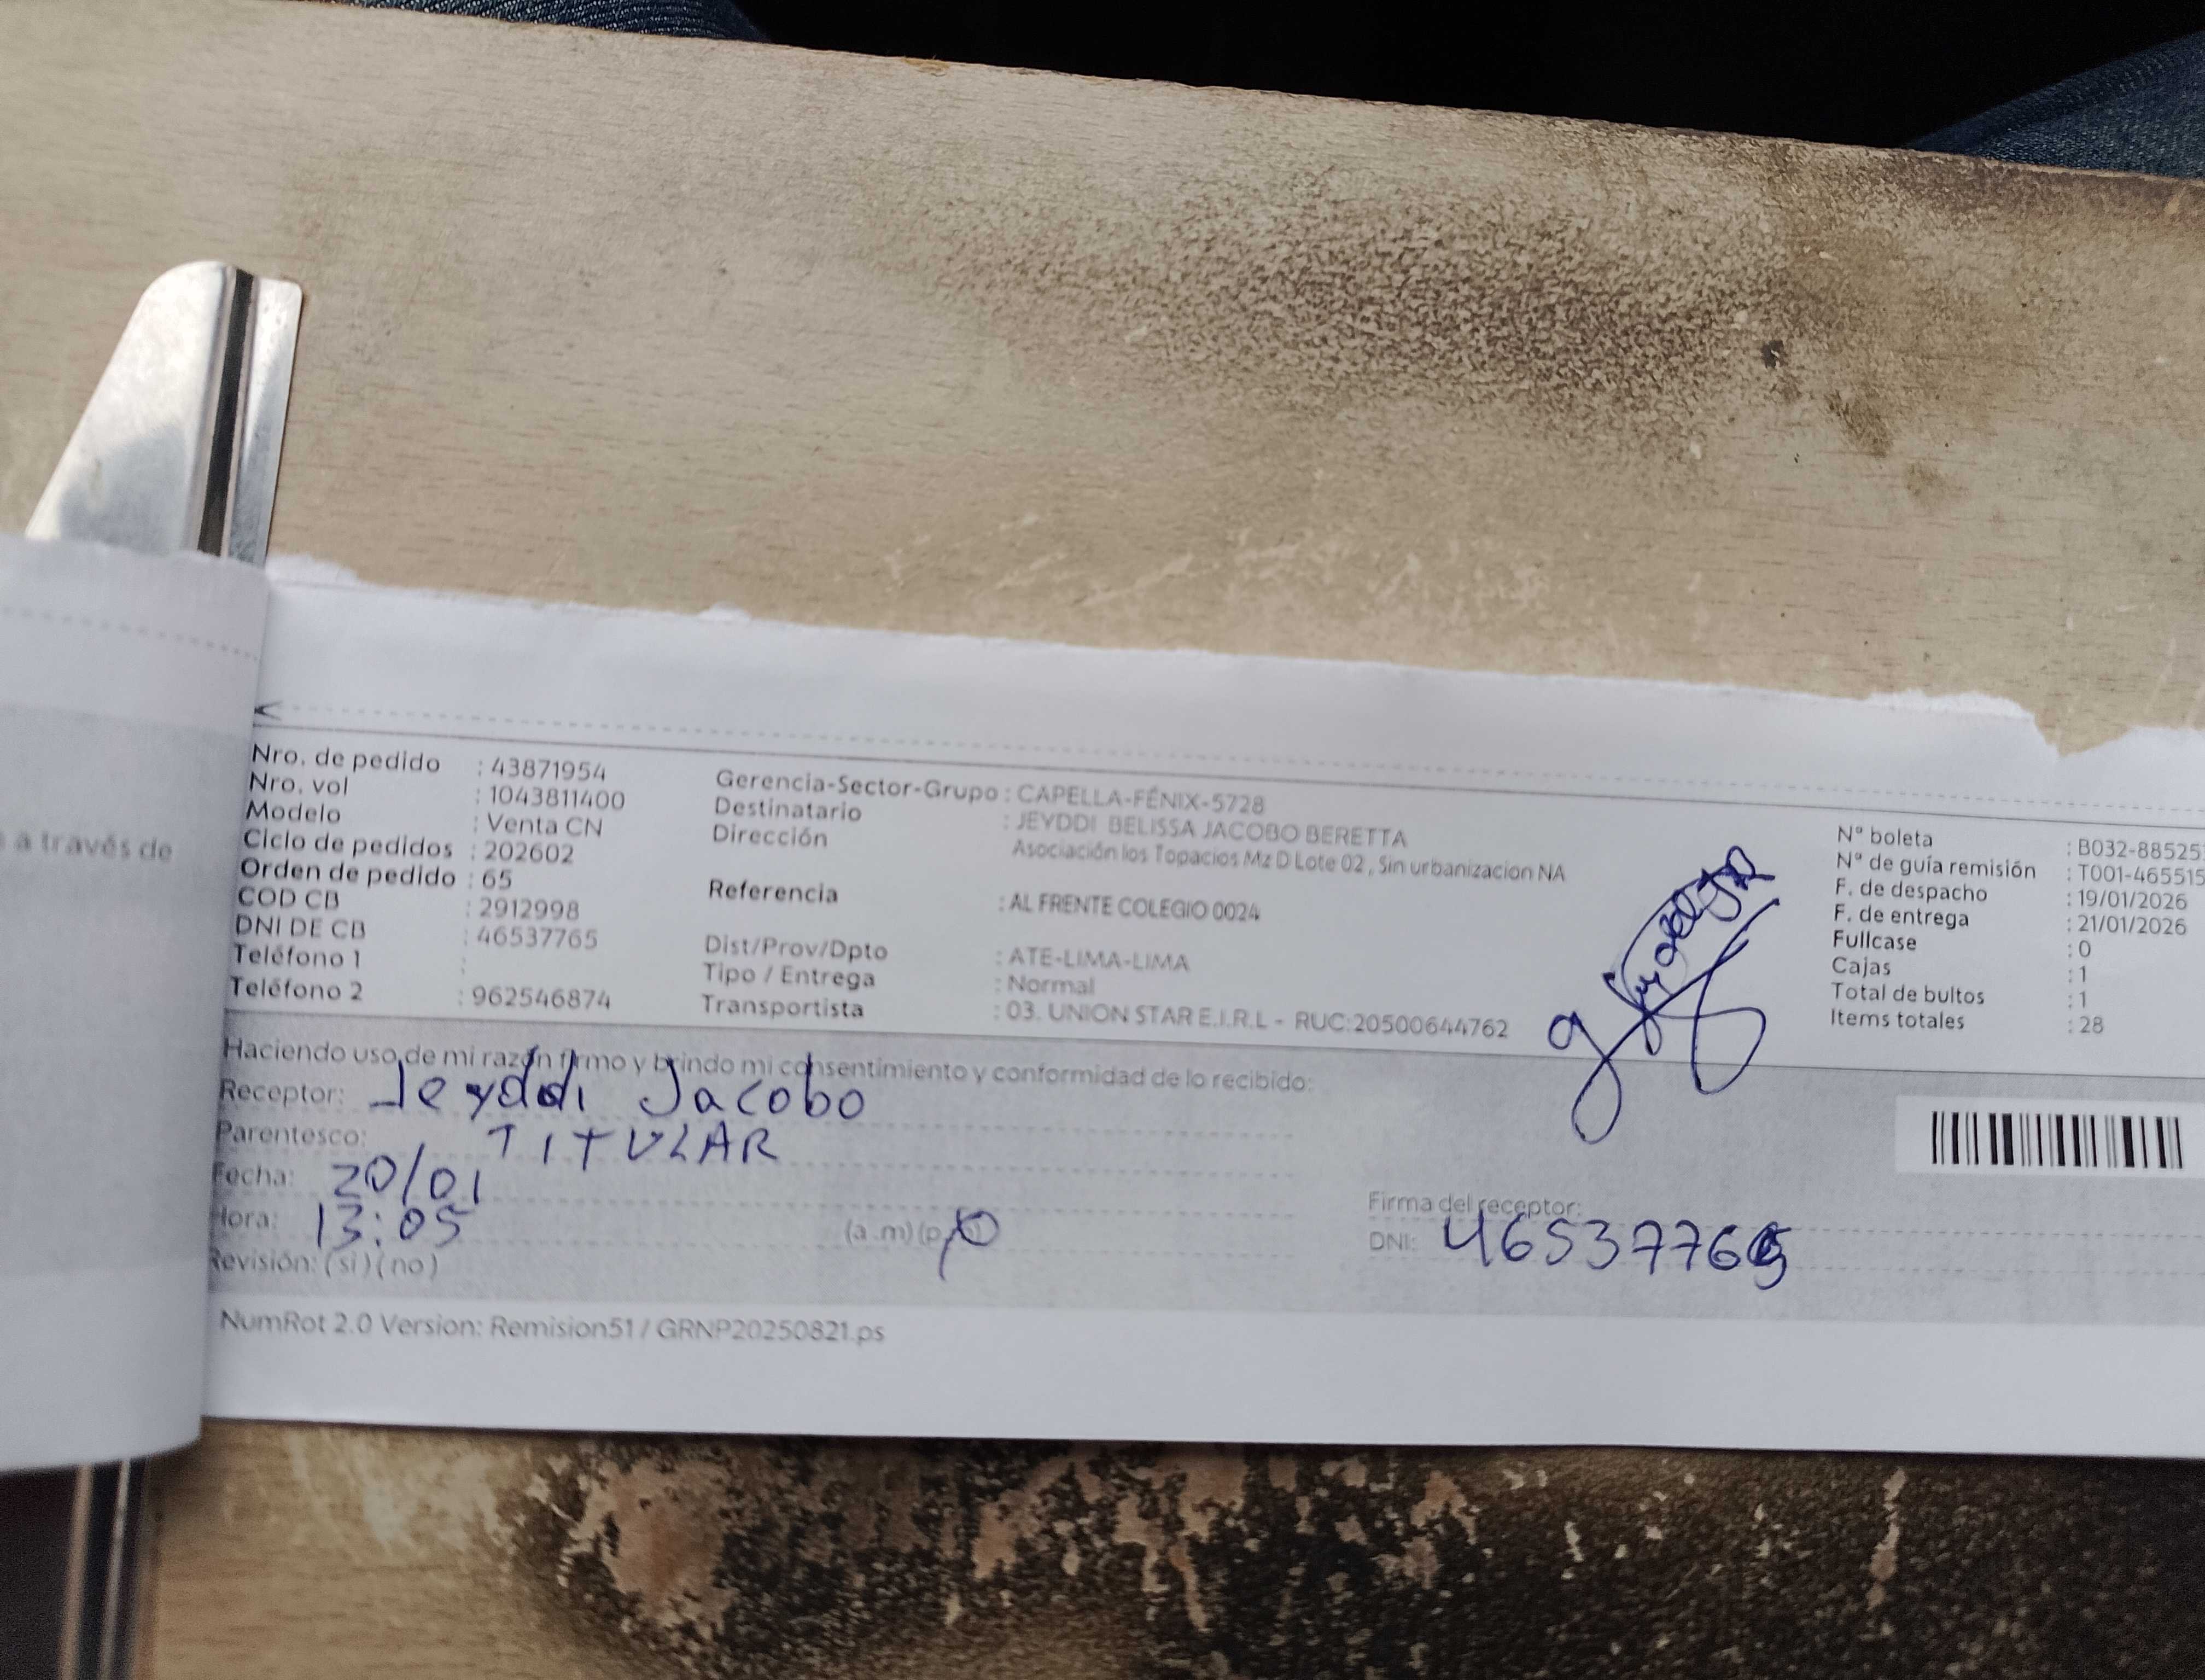 a través de
Nro. de pedido : 43871954
Nro. vol : 1043811400
Modelo : Venta CN
Ciclo de pedidos : 202602
Orden de pedido : 65
COD CB : 2912998
DNI DE CB : 46537765
Teléfono 1 :
Teléfono 2 : 962546874
Gerencia-Sector-Grupo : CAPELLA-FÉNIX-5728
Destinatario : JEYDDI BELISSA JACOBO BERETTA
Dirección
Asociación los Topacios Mz D Lote 02 , Sin urbanizacion NA
Referencia : AL FRENTE COLEGIO 0024
Dist/Prov/Dpto : ATE-LIMA-LIMA
Tipo / Entrega : Normal
Transportista : 03. UNION STAR E.I.R.L - RUC:20500644762
N° boleta : B032-88525
N° de guía remisión : T001-465515
F. de despacho : 19/01/2026
F. de entrega : 21/01/2026
Fullcase : 0
Cajas : 1
Total de bultos : 1
Items totales : 28
Haciendo uso de mi razón firmo y brindo mi consentimiento y conformidad de lo recibido:
Receptor: Jeyddi Jacobo
Parentesco: TITULAR
Fecha: 20/01
Hora: 13:05 (a.m) (p
Revisión: (si) (no)
Firma del receptor:
DNI: 46537765
NumRot 2.0 Version: Remision51 / GRNP20250821.ps